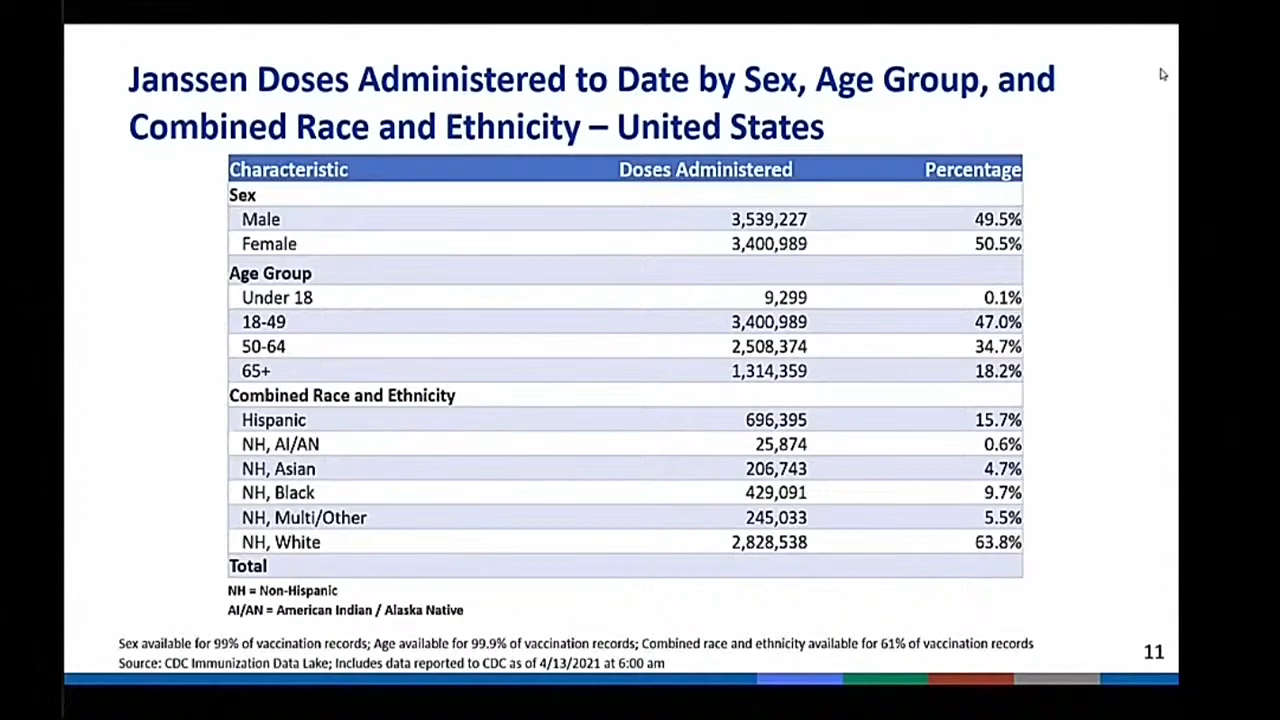 Janssen Doses Administered to Date by Sex, Age Group, and
Combined Race and Ethnicity – United States
Characteristic Doses Administered Percentage
Sex
Male 3,539,227 49.5%
Female 3,400,989 50.5%
Age Group
Under 18 9,299 0.1%
18-49 3,400,989 47.0%
50-64 2,508,374 34.7%
65+ 1,314,359 18.2%
Combined Race and Ethnicity
Hispanic 696,395 15.7%
NH, AI/AN 25,874 0.6%
NH, Asian 206,743 4.7%
NH, Black 429,091 9.7%
NH, Multi/Other 245,033 5.5%
NH, White 2,828,538 63.8%
Total
NH = Non-Hispanic
AI/AN = American Indian / Alaska Native
Sex available for 99% of vaccination records; Age available for 99.9% of vaccination records; Combined race and ethnicity available for 61% of vaccination records
Source: CDC Immunization Data Lake; Includes data reported to CDC as of 4/13/2021 at 6:00 am
11